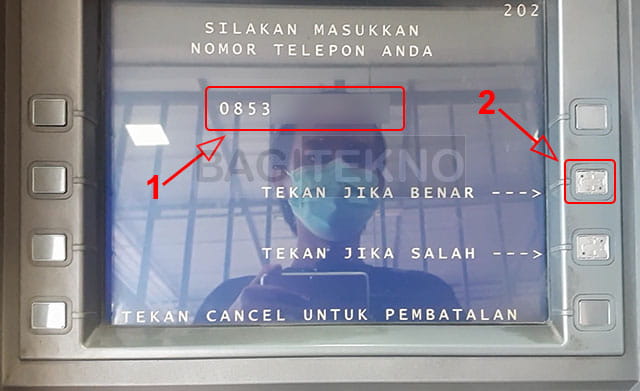 202
SILAKAN MASUKKAN
NOMOR TELEPON ANDA
0853
1
2
BAGITEKNO
TEKAN JIKA BENAR --->
TEKAN JIKA SALAH --->
TEKAN CANCEL UNTUK PEMBATALAN